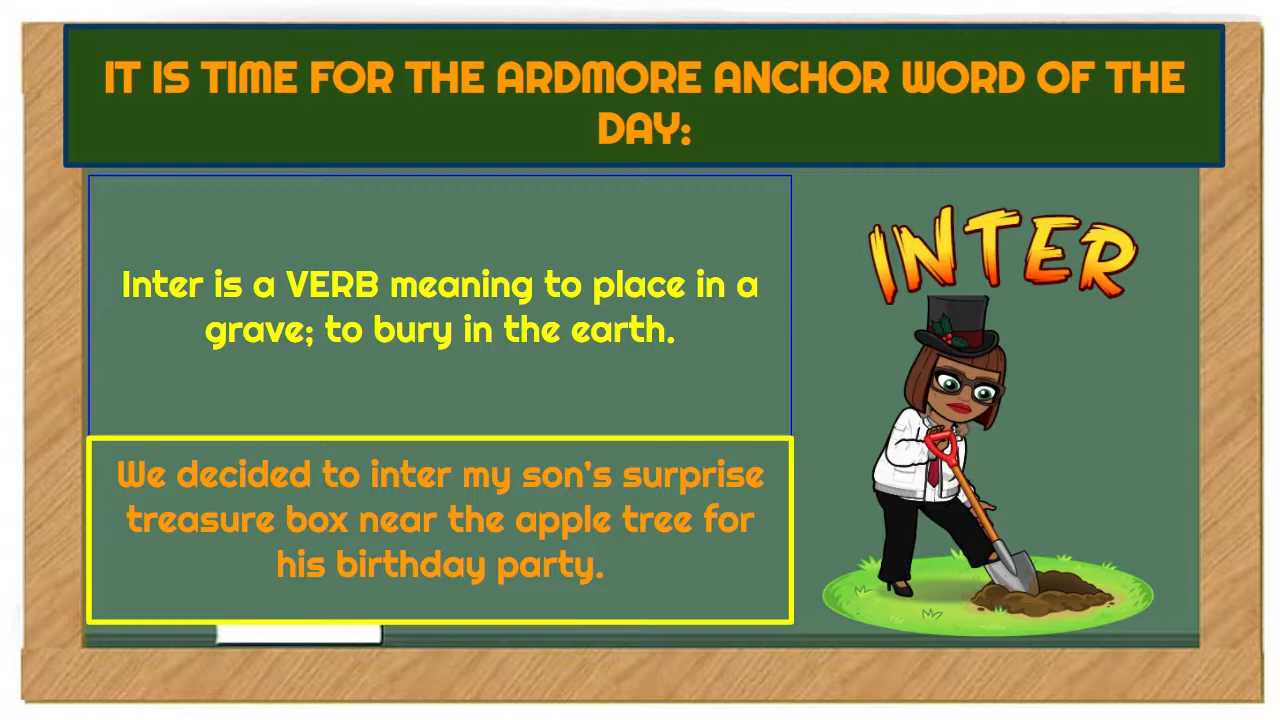 IT IS TIME FOR THE ARDMORE ANCHOR WORD OF THE
DAY:
INTER
Inter is a VERB meaning to place in a
grave; to bury in the earth.
We decided to inter my son's surprise
treasure box near the apple tree for
his birthday party.